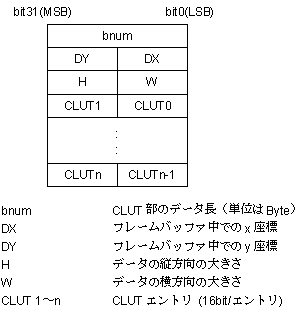 bit31(MSB) bit0(LSB)
bnum
DY DX
H W
CLUT1 CLUT0
CLUTn CLUTn-1
bnum CLUT 部のデータ長（単位は Byte）
DX フレームバッファ中での x 座標
DY フレームバッファ中での y 座標
H データの縦方向の大きさ
W データの横方向の大きさ
CLUT 1～n CLUT エントリ (16bit/エントリ)